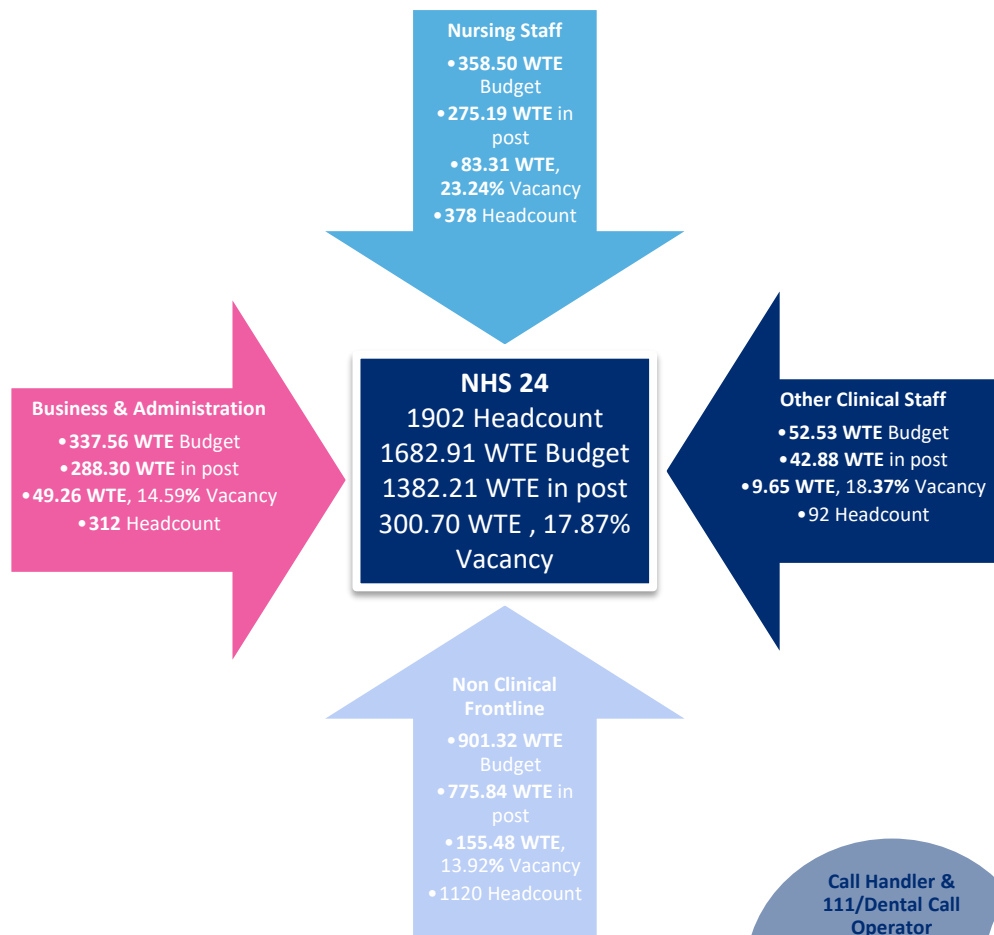 Nursing Staff
•358.50 WTE
Budget
•275.19 WTE in
post
•83.31 WTE,
23.24% Vacancy
•378 Headcount
Business & Administration
•337.56 WTE Budget
•288.30 WTE in post
•49.26 WTE, 14.59% Vacancy
•312 Headcount
NHS 24
1902 Headcount
1682.91 WTE Budget
1382.21 WTE in post
300.70 WTE , 17.87%
Vacancy
Other Clinical Staff
•52.53 WTE Budget
•42.88 WTE in post
•9.65 WTE, 18.37% Vacancy
•92 Headcount
Non Clinical
Frontline
•901.32 WTE
Budget
•775.84 WTE in
post
•155.48 WTE,
13.92% Vacancy
•1120 Headcount
Call Handler &
111/Dental Call
Operator